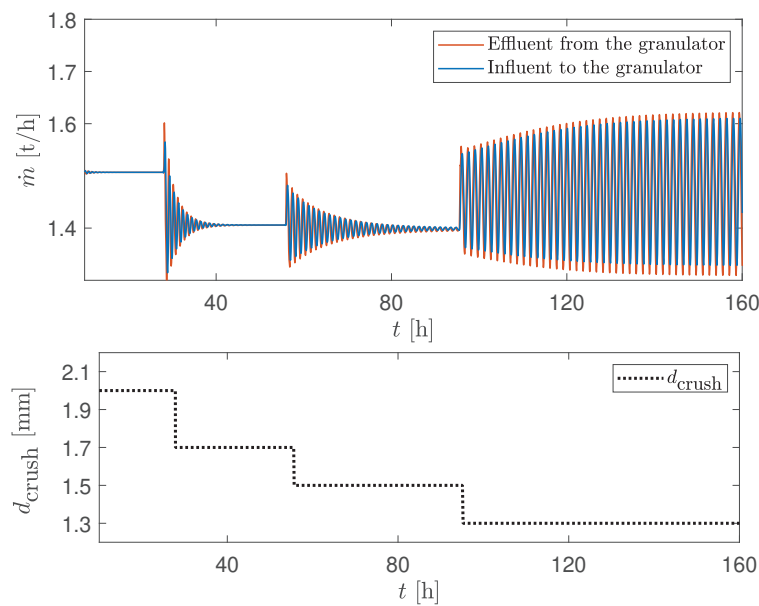 1.8
1.6
1.4
1.3
ṁ [t/h]
Effluent from the granulator
Influent to the granulator
40 80 120 160
t [h]
2.1
1.9
1.7
1.5
1.3
d_crush [mm]
d_crush
40 80 120 160
t [h]